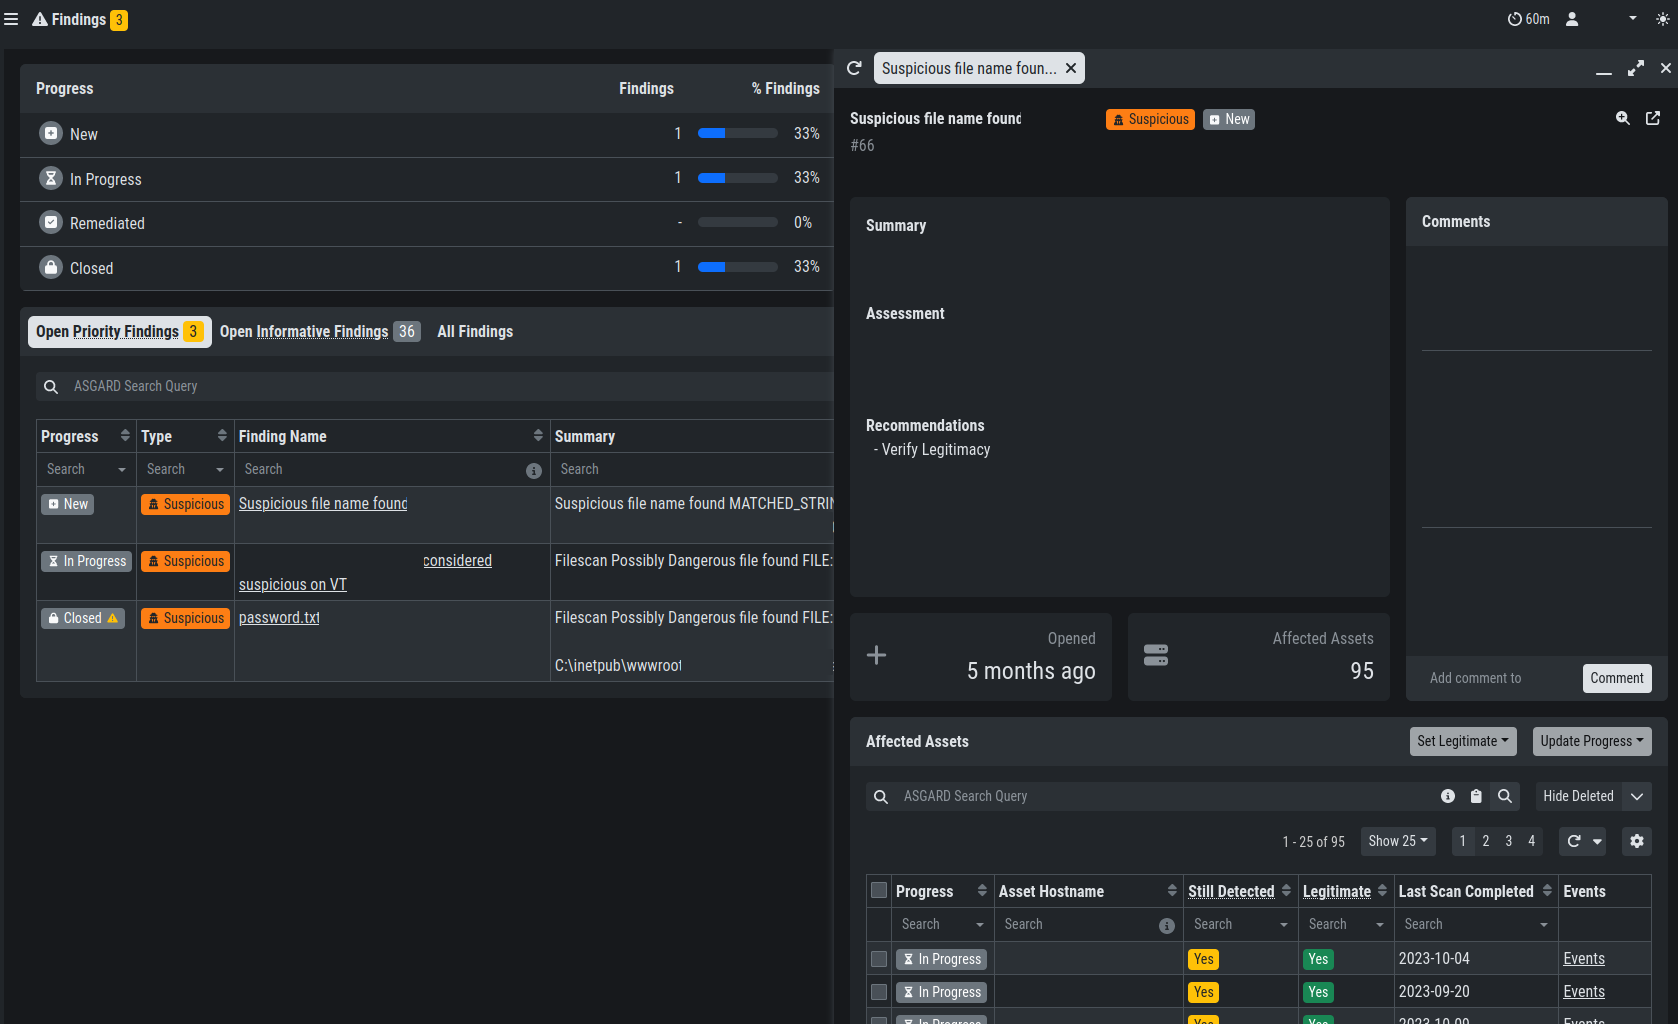 Findings 3
60m
Progress Findings % Findings
New 1 33%
In Progress 1 33%
Remediated - 0%
Closed 1 33%
Open Priority Findings 3 Open Informative Findings 36 All Findings
ASGARD Search Query
Progress Type Finding Name Summary
Search Search Search Search
New Suspicious Suspicious file name found Suspicious file name found MATCHED_STRIN
In Progress Suspicious considered Filescan Possibly Dangerous file found FILE:
suspicious on VT
Closed Suspicious password.txt Filescan Possibly Dangerous file found FILE:
C:\inetpub\wwwroot
Suspicious file name foun...
Suspicious file name found Suspicious New
#66
Summary
Assessment
Recommendations
- Verify Legitimacy
Comments
Add comment to Comment
Opened
5 months ago
Affected Assets
95
Affected Assets Set Legitimate Update Progress
ASGARD Search Query Hide Deleted
1 - 25 of 95 Show 25 1 2 3 4
Progress Asset Hostname Still Detected Legitimate Last Scan Completed Events
Search Search Search Search Search
In Progress Yes Yes 2023-10-04 Events
In Progress Yes Yes 2023-09-20 Events
In Progress Yes Yes 2023-10-09 Events